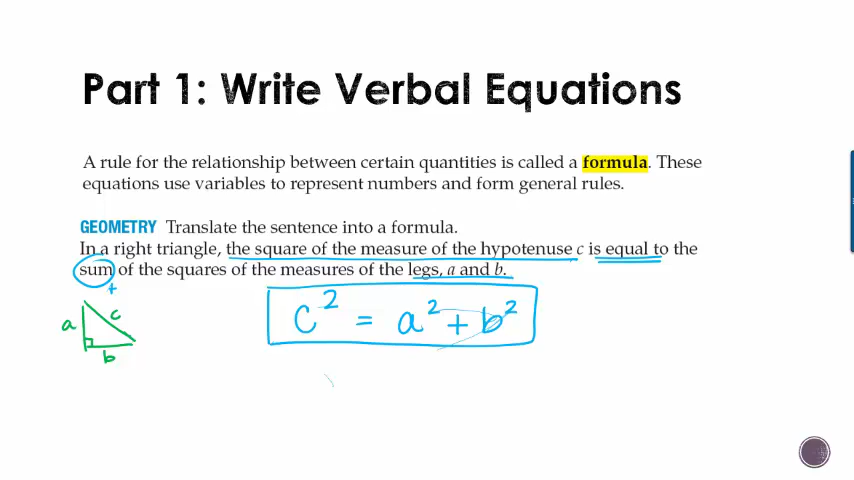 Part 1: Write Verbal Equations
A rule for the relationship between certain quantities is called a formula. These
equations use variables to represent numbers and form general rules.
GEOMETRY Translate the sentence into a formula.
In a right triangle, the square of the measure of the hypotenuse c is equal to the
sum of the squares of the measures of the legs, a and b.
+
a c
b
c² = a² + b²